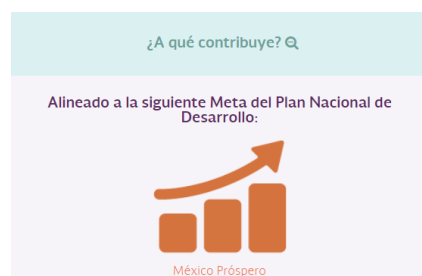 ¿A qué contribuye?
Alineado a la siguiente Meta del Plan Nacional de
Desarrollo:
México Próspero